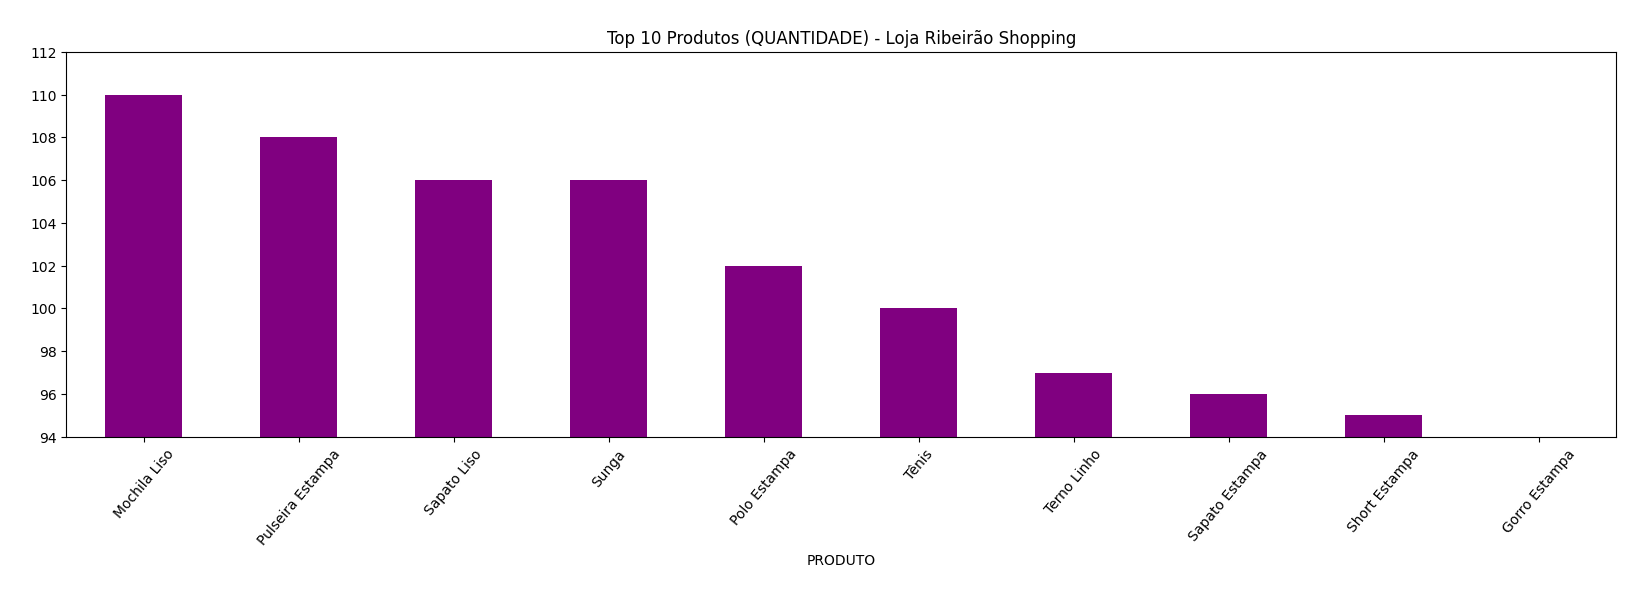 Top 10 Produtos (QUANTIDADE) - Loja Ribeirão Shopping
112
110
108
106
104
102
100
98
96
94
Mochila Liso
Pulseira Estampa
Sapato Liso
Sunga
Polo Estampa
Tênis
Terno Linho
Sapato Estampa
Short Estampa
Gorro Estampa
PRODUTO